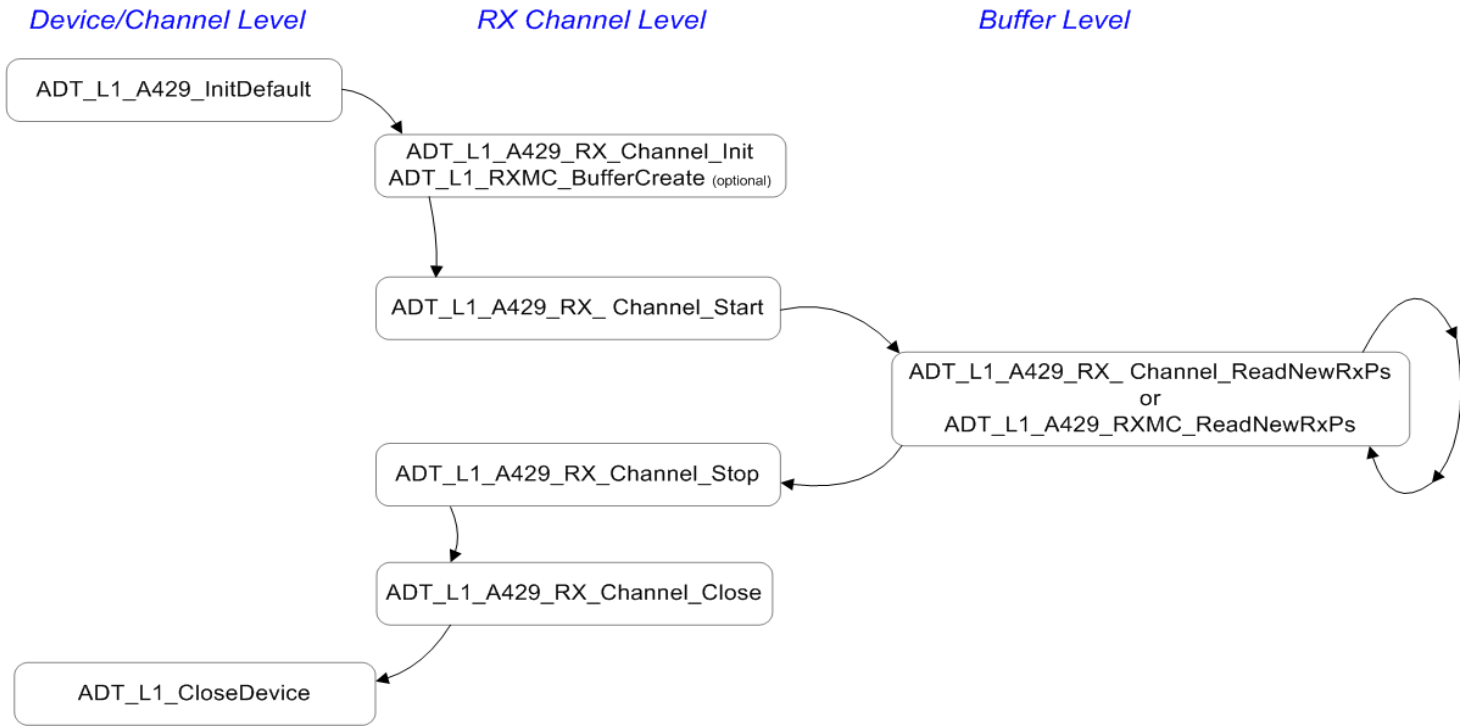 Device/Channel Level
RX Channel Level
Buffer Level
ADT_L1_A429_InitDefault
ADT_L1_A429_RX_Channel_Init
ADT_L1_RXMC_BufferCreate (optional)
ADT_L1_A429_RX_ Channel_Start
ADT_L1_A429_RX_ Channel_ReadNewRxPs
or
ADT_L1_A429_RXMC_ReadNewRxPs
ADT_L1_A429_RX_Channel_Stop
ADT_L1_A429_RX_Channel_Close
ADT_L1_CloseDevice